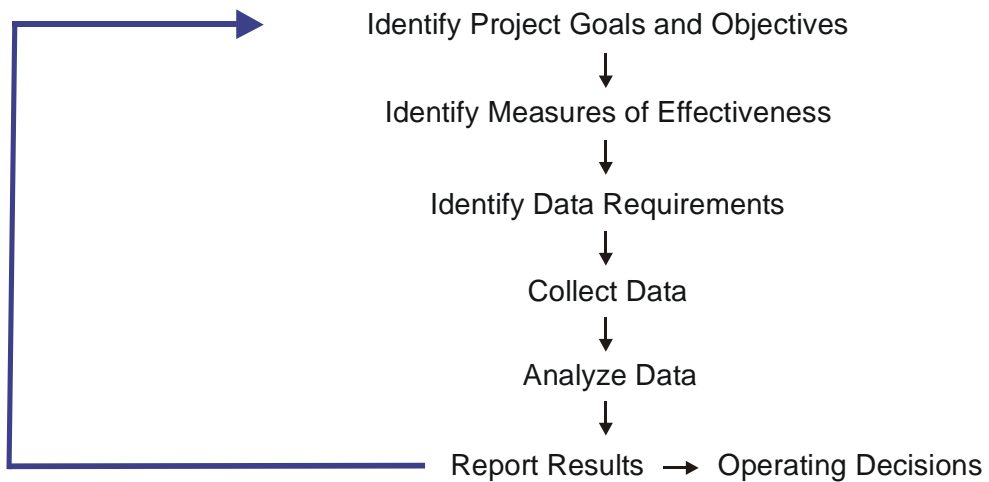 Identify Project Goals and Objectives
Identify Measures of Effectiveness
Identify Data Requirements
Collect Data
Analyze Data
Report Results
Operating Decisions